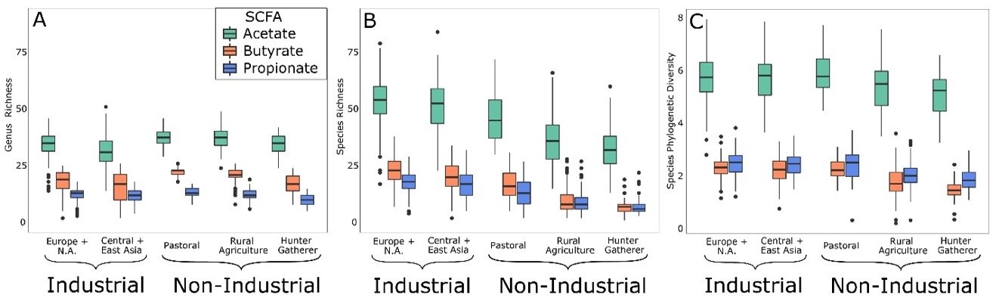 A
SCFA
Acetate
Butyrate
Propionate
Genus Richness
75
50
25
0
Europe +
N.A.
Central +
East Asia
Pastoral
Rural
Agriculture
Hunter
Gatherer
Industrial
Non-Industrial
B
Species Richness
75
50
25
0
Europe +
N.A.
Central +
East Asia
Pastoral
Rural
Agriculture
Hunter
Gatherer
Industrial
Non-Industrial
C
Species Phylogenetic Diversity
8
6
4
2
0
Europe +
N.A.
Central +
East Asia
Pastoral
Rural
Agriculture
Hunter
Gatherer
Industrial
Non-Industrial